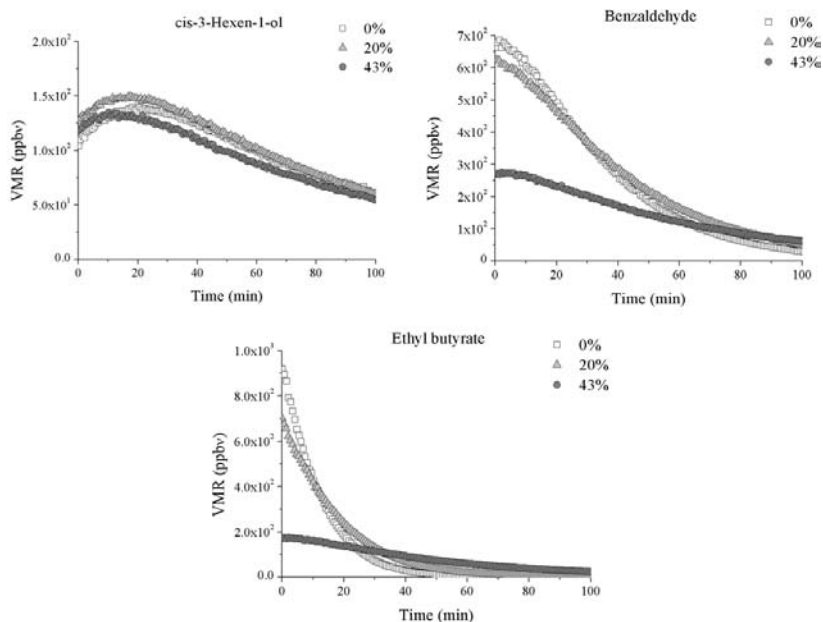 cis-3-Hexen-1-ol
0%
20%
43%
2.0x10²
1.5x10²
1.0x10²
5.0x10¹
0.0
VMR (ppbv)
0 20 40 60 80 100
Time (min)
Benzaldehyde
0%
20%
43%
7x10²
6x10²
5x10²
4x10²
3x10²
2x10²
1x10²
0
VMR (ppbv)
0 20 40 60 80 100
Time (min)
Ethyl butyrate
0%
20%
43%
1.0x10³
8.0x10²
6.0x10²
4.0x10²
2.0x10²
0.0
VMR (ppbv)
0 20 40 60 80 100
Time (min)